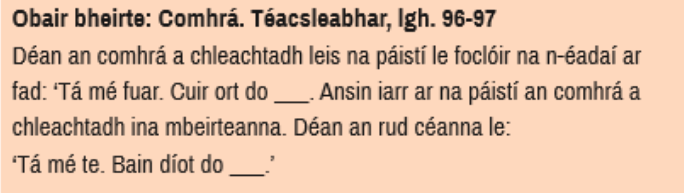 Obair bheirte: Comhrá. Téacsleabhar, lgh. 96-97
Déan an comhrá a chleachtadh leis na páistí le foclóir na n-éadaí ar
fad: ‘Tá mé fuar. Cuir ort do ___. Ansin iarr ar na páistí an comhrá a
chleachtadh ina mbeirteanna. Déan an rud céanna le:
‘Tá mé te. Bain díot do ___.’